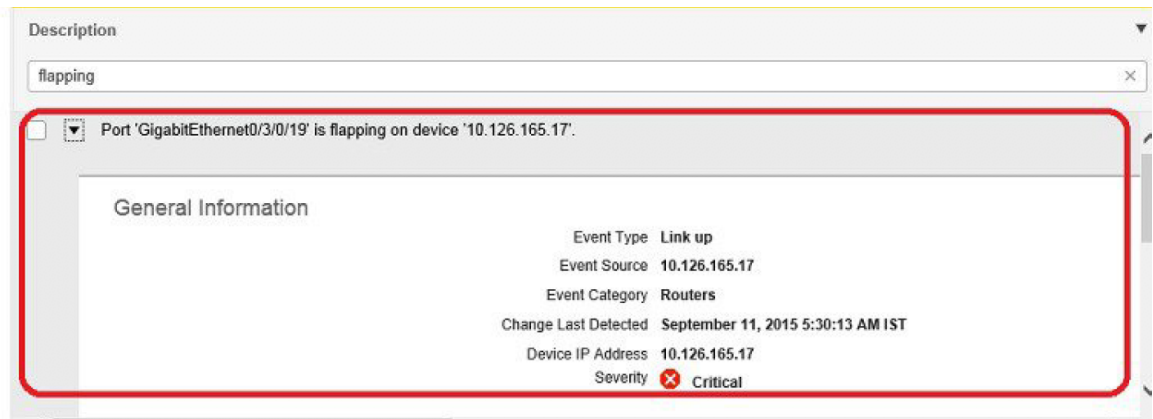 Description
flapping
Port 'GigabitEthernet0/3/0/19' is flapping on device '10.126.165.17'.
General Information
Event Type Link up
Event Source 10.126.165.17
Event Category Routers
Change Last Detected September 11, 2015 5:30:13 AM IST
Device IP Address 10.126.165.17
Severity Critical